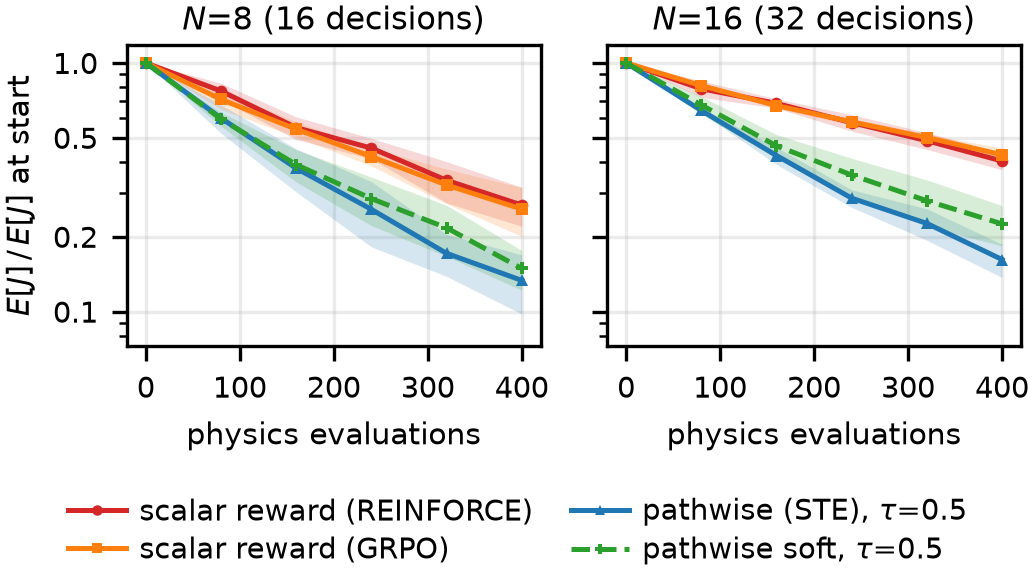 N=8 (16 decisions)
N=16 (32 decisions)
E[J] / E[J] at start
1.0
0.5
0.2
0.1
0 100 200 300 400
0 100 200 300 400
physics evaluations
physics evaluations
scalar reward (REINFORCE)
scalar reward (GRPO)
pathwise (STE), τ=0.5
pathwise soft, τ=0.5